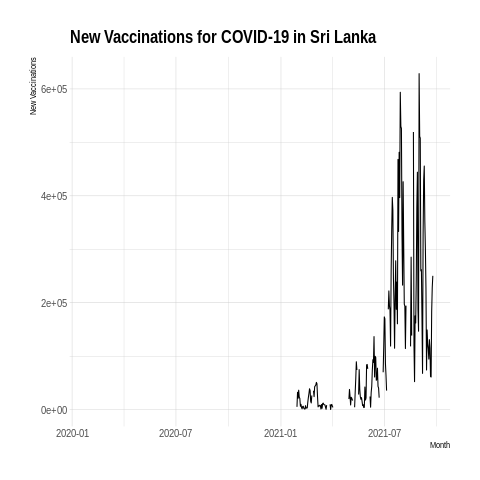 New Vaccinations for COVID-19 in Sri Lanka
New Vaccinations
6e+05
4e+05
2e+05
0e+00
2020-01
2020-07
2021-01
2021-07
Month